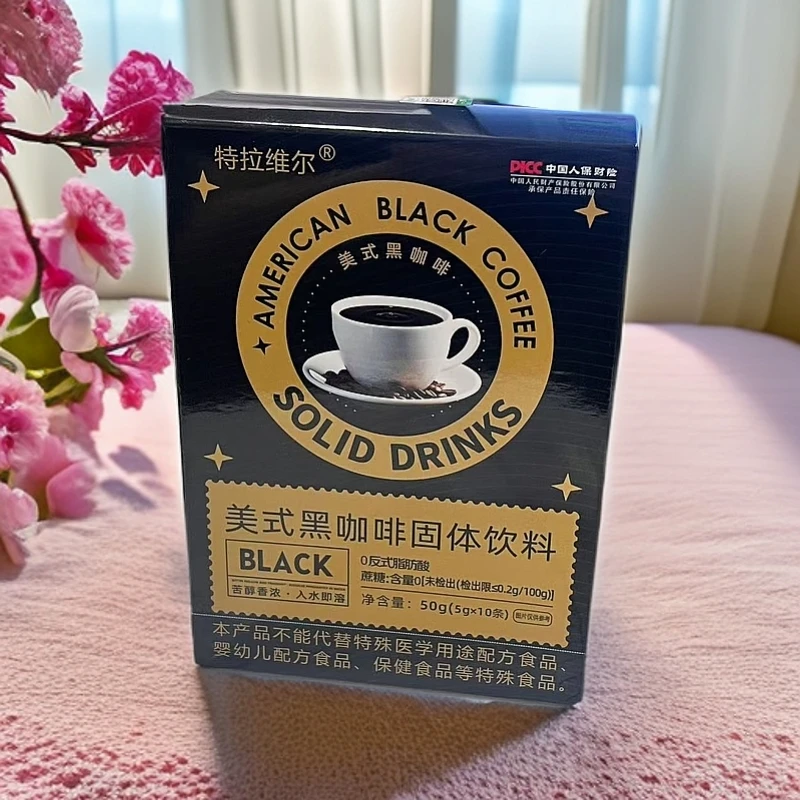 特拉维尔®
PICC 中国人保财险
中国人民财产保险股份有限公司
承保产品责任保险
AMERICAN BLACK COFFEE
美式黑咖啡
SOLID DRINKS
美式黑咖啡固体饮料
BLACK
苦醇香浓·入水即溶
0反式脂肪酸
蔗糖:含量0[未检出(检出限≤0.2g/100g)]
净含量：50g(5g×10条) 图片仅供参考
本产品不能代替特殊医学用途配方食品、
婴幼儿配方食品、保健食品等特殊食品。